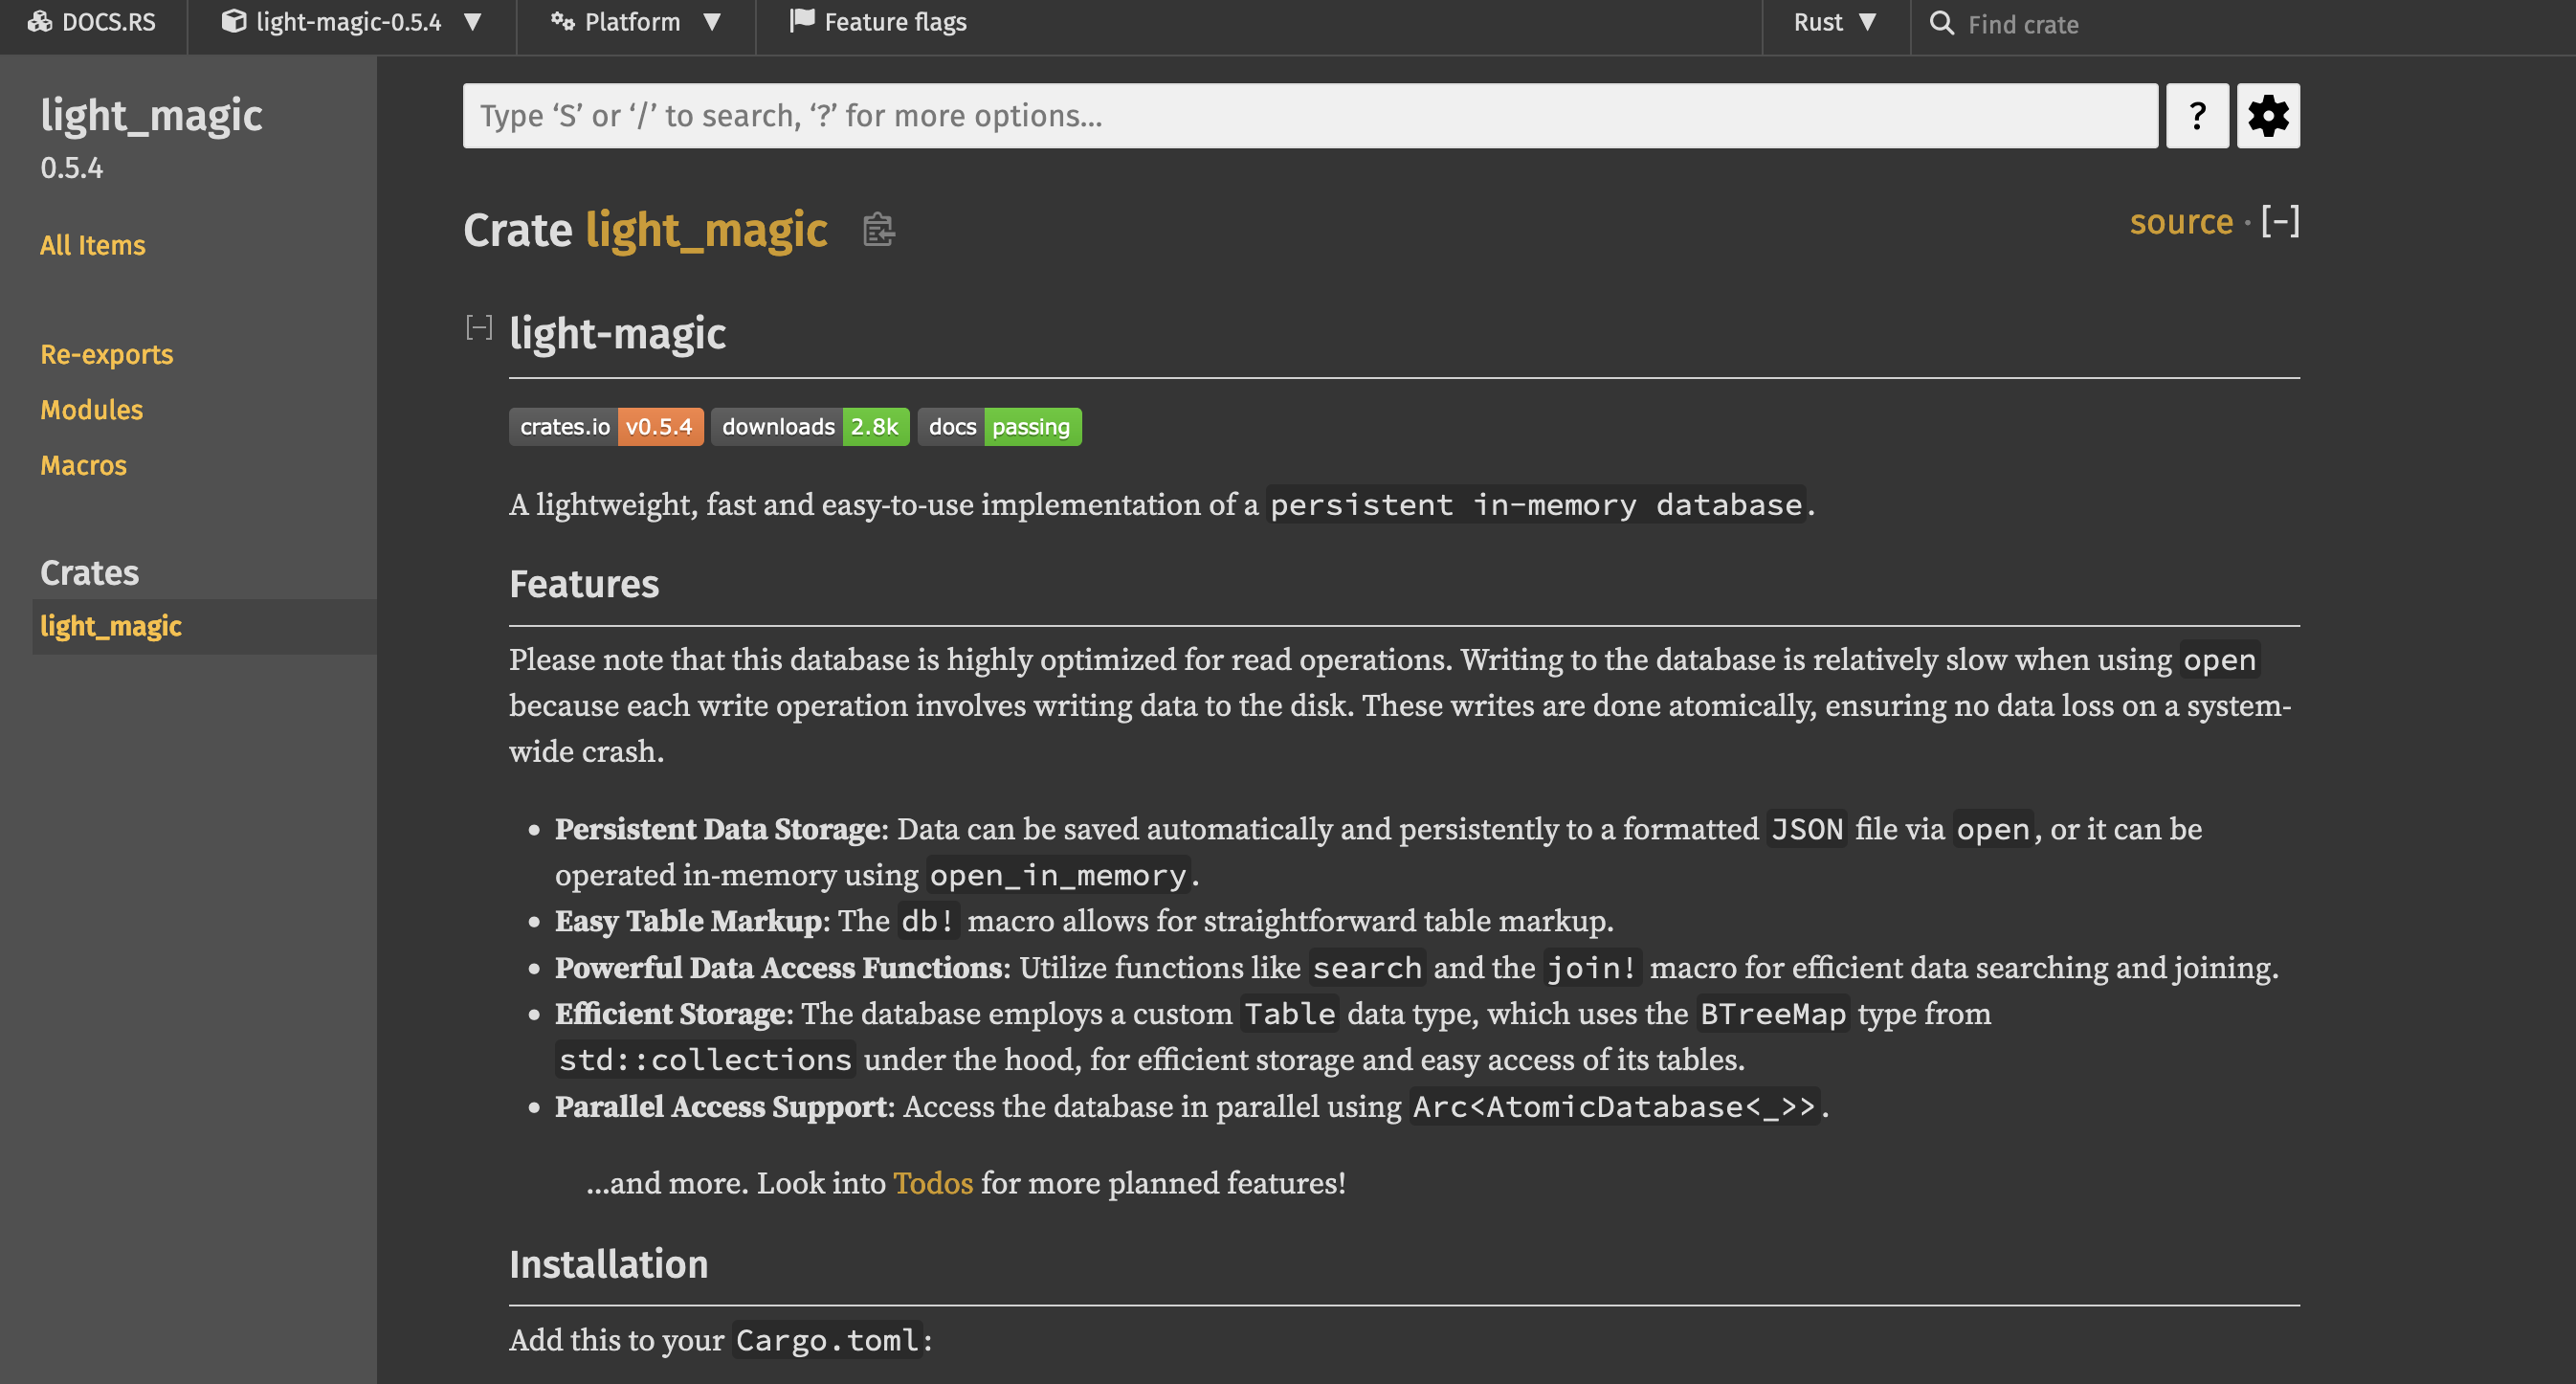 DOCS.RS light-magic-0.5.4 ▼ Platform ▼ Feature flags Rust ▼ Find crate
light_magic
0.5.4
All Items
Re-exports
Modules
Macros
Crates
light_magic
Type ‘S’ or ‘/’ to search, ‘?’ for more options… ?
Crate light_magic source · [-]
[-] light-magic
crates.io v0.5.4 downloads 2.8k docs passing
A lightweight, fast and easy-to-use implementation of a persistent in-memory database.
Features
Please note that this database is highly optimized for read operations. Writing to the database is relatively slow when using open
because each write operation involves writing data to the disk. These writes are done atomically, ensuring no data loss on a system-
wide crash.
• Persistent Data Storage: Data can be saved automatically and persistently to a formatted JSON file via open, or it can be
operated in-memory using open_in_memory.
• Easy Table Markup: The db! macro allows for straightforward table markup.
• Powerful Data Access Functions: Utilize functions like search and the join! macro for efficient data searching and joining.
• Efficient Storage: The database employs a custom Table data type, which uses the BTreeMap type from
std::collections under the hood, for efficient storage and easy access of its tables.
• Parallel Access Support: Access the database in parallel using Arc<AtomicDatabase<_>>.
…and more. Look into Todos for more planned features!
Installation
Add this to your Cargo.toml: